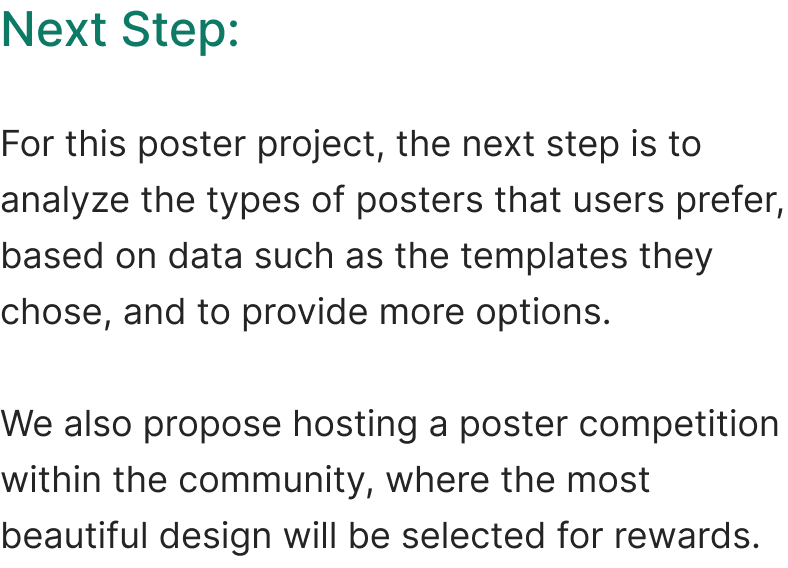 Next Step:
For this poster project, the next step is to
analyze the types of posters that users prefer,
based on data such as the templates they
chose, and to provide more options.
We also propose hosting a poster competition
within the community, where the most
beautiful design will be selected for rewards.